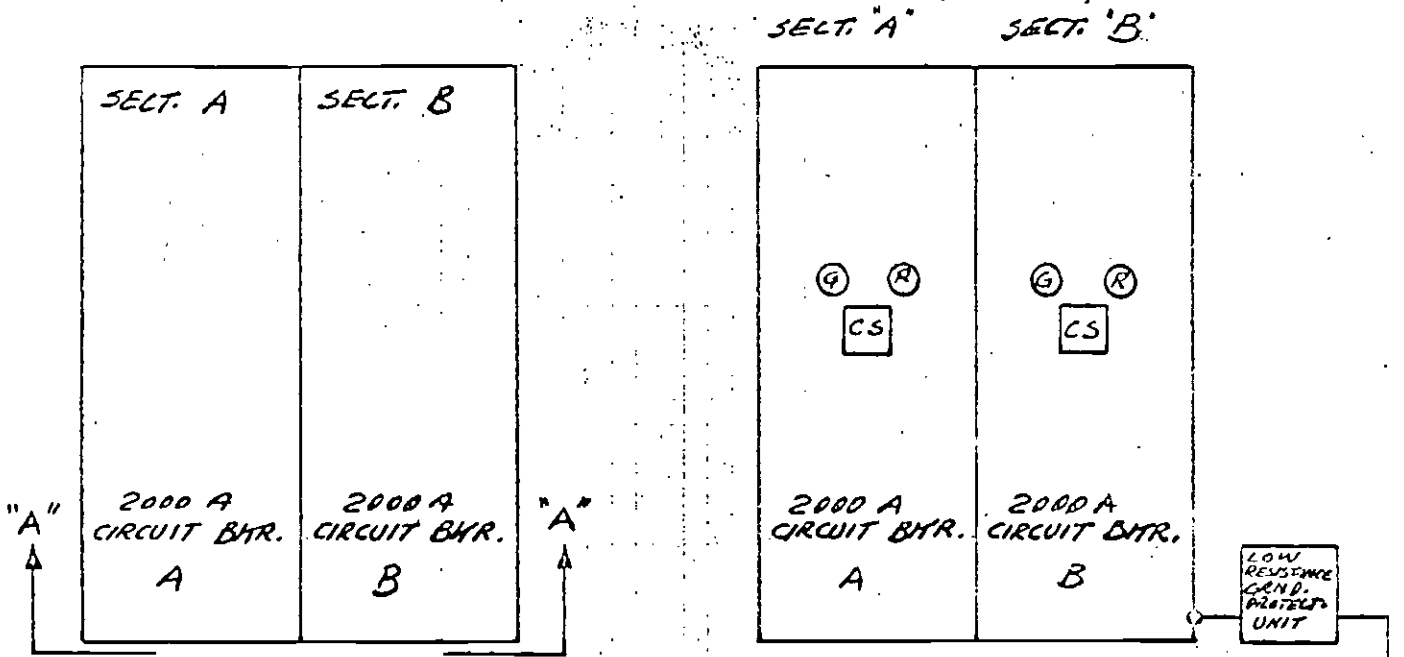 SECT. "A"
SECT. "B"
SECT. A
SECT. B
G
R
G
R
CS
CS
"A"
2000 A
CIRCUIT BKR.
A
2000 A
CIRCUIT BKR.
B
"A"
2000 A
CIRCUIT BKR.
A
2000 A
CIRCUIT BKR.
B
LOW
RESISTANCE
GRND.
PROTECT.
UNIT